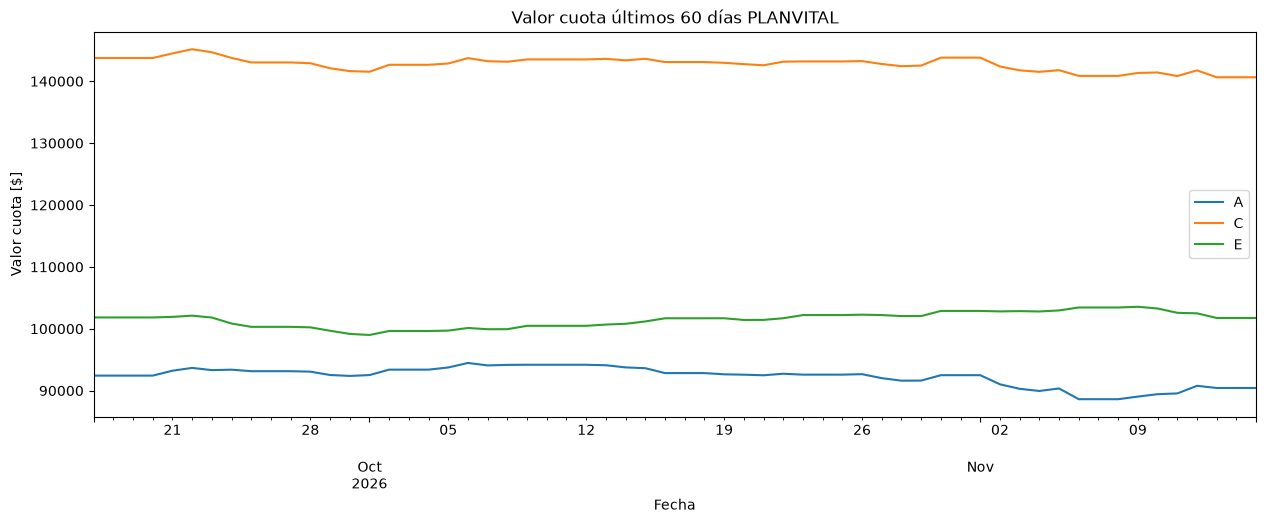 Valor cuota últimos 60 días PLANVITAL
Valor cuota [$]
140000
130000
120000
110000
100000
90000
A
C
E
21
28
05
12
19
26
02
09
Oct
2026
Nov
Fecha